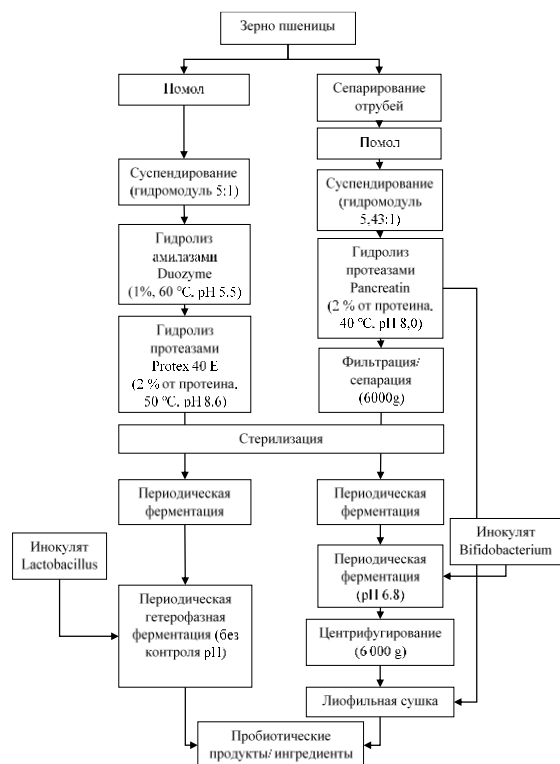 Зерно пшеницы
Помол
Сепарирование
отрубей
Помол
Суспендирование
(гидромодуль 5:1)
Суспендирование
(гидромодуль
5,43:1)
Гидролиз
амилазами
Duozyme
(1%, 60 °С, pH 5.5)
Гидролиз
протеазами
Pancreatin
(2 % от протеина,
40 °С, pH 8,0)
Гидролиз
протеазами
Protex 40 E
(2 % от протеина,
50 °С, pH 8.6)
Фильтрация/
сепарация
(6000g)
Стерилизация
Периодическая
ферментация
Периодическая
ферментация
Инокулят
Lactobacillus
Инокулят
Bifidobacterium
Периодическая
ферментация
(pH 6.8)
Периодическая
гетерофазная
ферментация (без
контроля pH)
Центрифугирование
(6 000 g)
Лиофильная сушка
Пробиотические
продукты/ ингредиенты